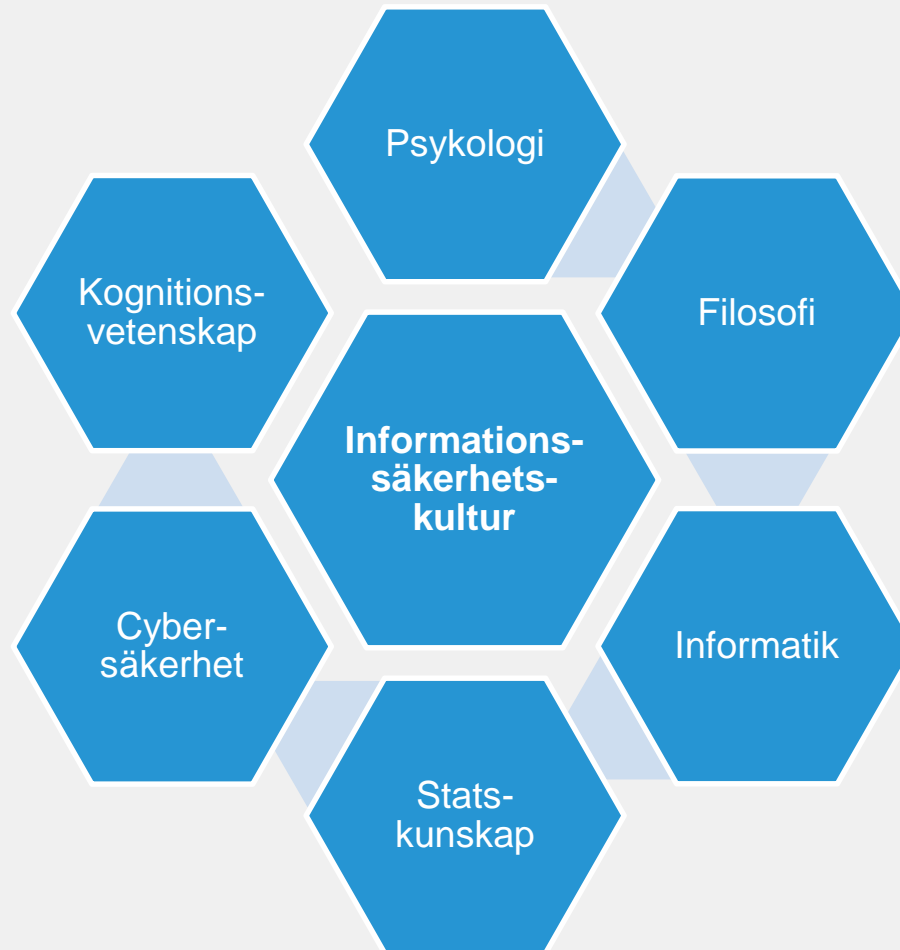 Psykologi
Kognitions-
vetenskap
Filosofi
Informations-
säkerhets-
kultur
Cyber-
säkerhet
Informatik
Stats-
kunskap